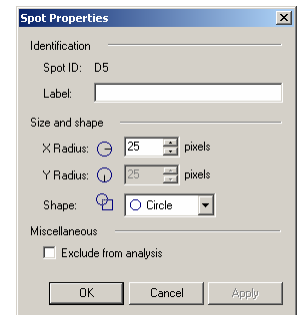 Spot Properties
Identification
Spot ID: D5
Label:
Size and shape
X Radius: 25 pixels
Y Radius: 25 pixels
Shape: Circle
Miscellaneous
Exclude from analysis
OK Cancel Apply